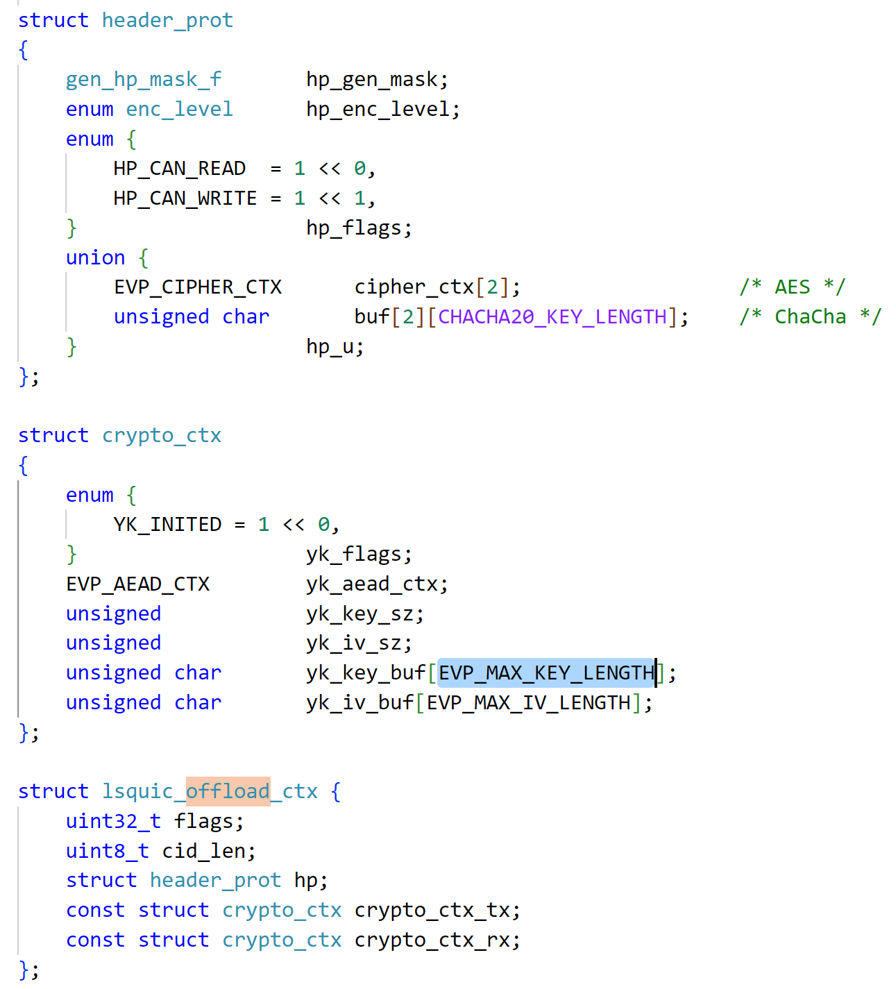 struct header_prot
{
    gen_hp_mask_f       hp_gen_mask;
    enum enc_level      hp_enc_level;
    enum {
        HP_CAN_READ  = 1 << 0,
        HP_CAN_WRITE = 1 << 1,
    }                   hp_flags;
    union {
        EVP_CIPHER_CTX      cipher_ctx[2];                  /* AES */
        unsigned char       buf[2][CHACHA20_KEY_LENGTH];    /* ChaCha */
    }                   hp_u;
};

struct crypto_ctx
{
    enum {
        YK_INITED = 1 << 0,
    }                   yk_flags;
    EVP_AEAD_CTX        yk_aead_ctx;
    unsigned            yk_key_sz;
    unsigned            yk_iv_sz;
    unsigned char       yk_key_buf[EVP_MAX_KEY_LENGTH];
    unsigned char       yk_iv_buf[EVP_MAX_IV_LENGTH];
};

struct lsquic_offload_ctx {
    uint32_t flags;
    uint8_t cid_len;
    struct header_prot hp;
    const struct crypto_ctx crypto_ctx_tx;
    const struct crypto_ctx crypto_ctx_rx;
};